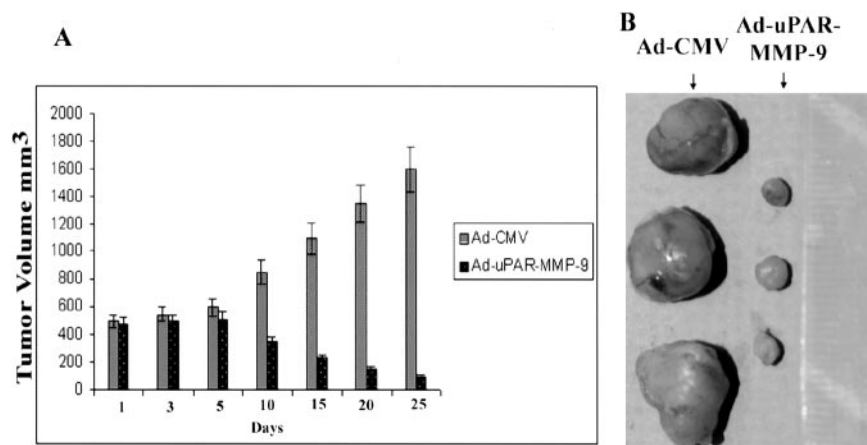 A
Tumor Volume mm³
2000
1800
1600
1400
1200
1000
800
600
400
200
0
1 3 5 10 15 20 25
Days
Ad-CMV
Ad-uPAR-MMP-9
B
Ad-CMV
Ad-uPAR-
MMP-9